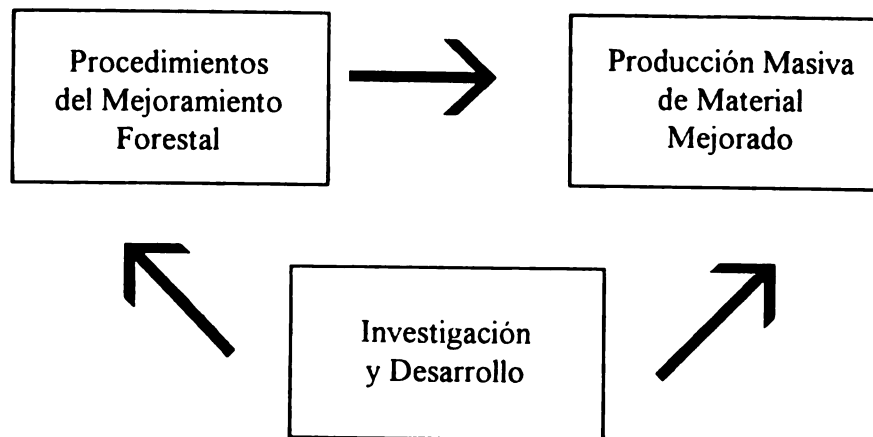 Procedimientos
del Mejoramiento
Forestal
Producción Masiva
de Material
Mejorado
Investigación
y Desarrollo